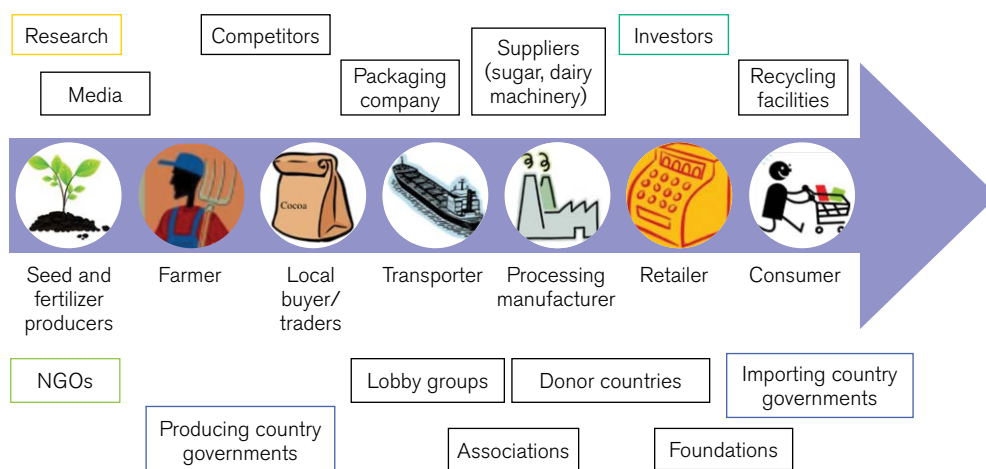 Research
Competitors
Investors
Media
Packaging
company
Suppliers
(sugar, dairy
machinery)
Recycling
facilities
Cocoa
Seed and
fertilizer
producers
Farmer
Local
buyer/
traders
Transporter
Processing
manufacturer
Retailer
Consumer
NGOs
Producing country
governments
Lobby groups
Associations
Donor countries
Foundations
Importing country
governments